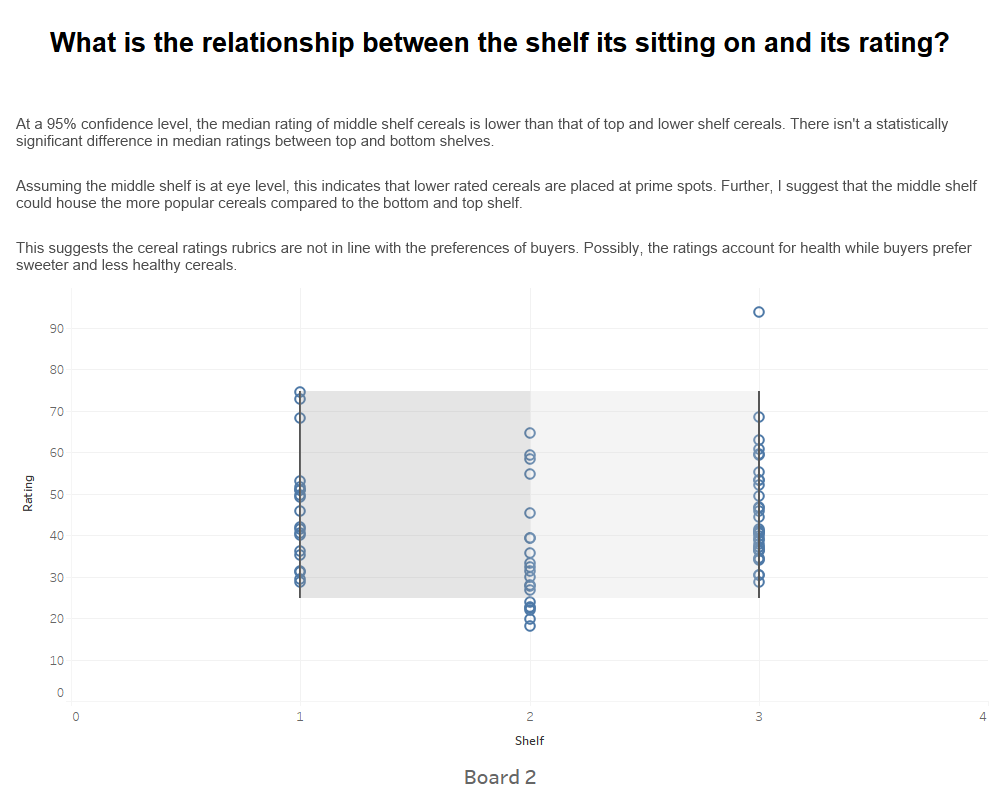 What is the relationship between the shelf its sitting on and its rating?
At a 95% confidence level, the median rating of middle shelf cereals is lower than that of top and lower shelf cereals. There isn't a statistically
significant difference in median ratings between top and bottom shelves.
Assuming the middle shelf is at eye level, this indicates that lower rated cereals are placed at prime spots. Further, I suggest that the middle shelf
could house the more popular cereals compared to the bottom and top shelf.
This suggests the cereal ratings rubrics are not in line with the preferences of buyers. Possibly, the ratings account for health while buyers prefer
sweeter and less healthy cereals.
90
80
70
60
50
40
30
20
10
0
Rating
0 1 2 3 4
Shelf
Board 2